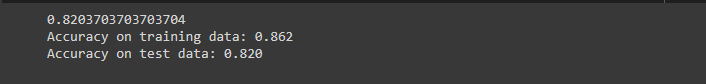 0.8203703703703704
Accuracy on training data: 0.862
Accuracy on test data: 0.820